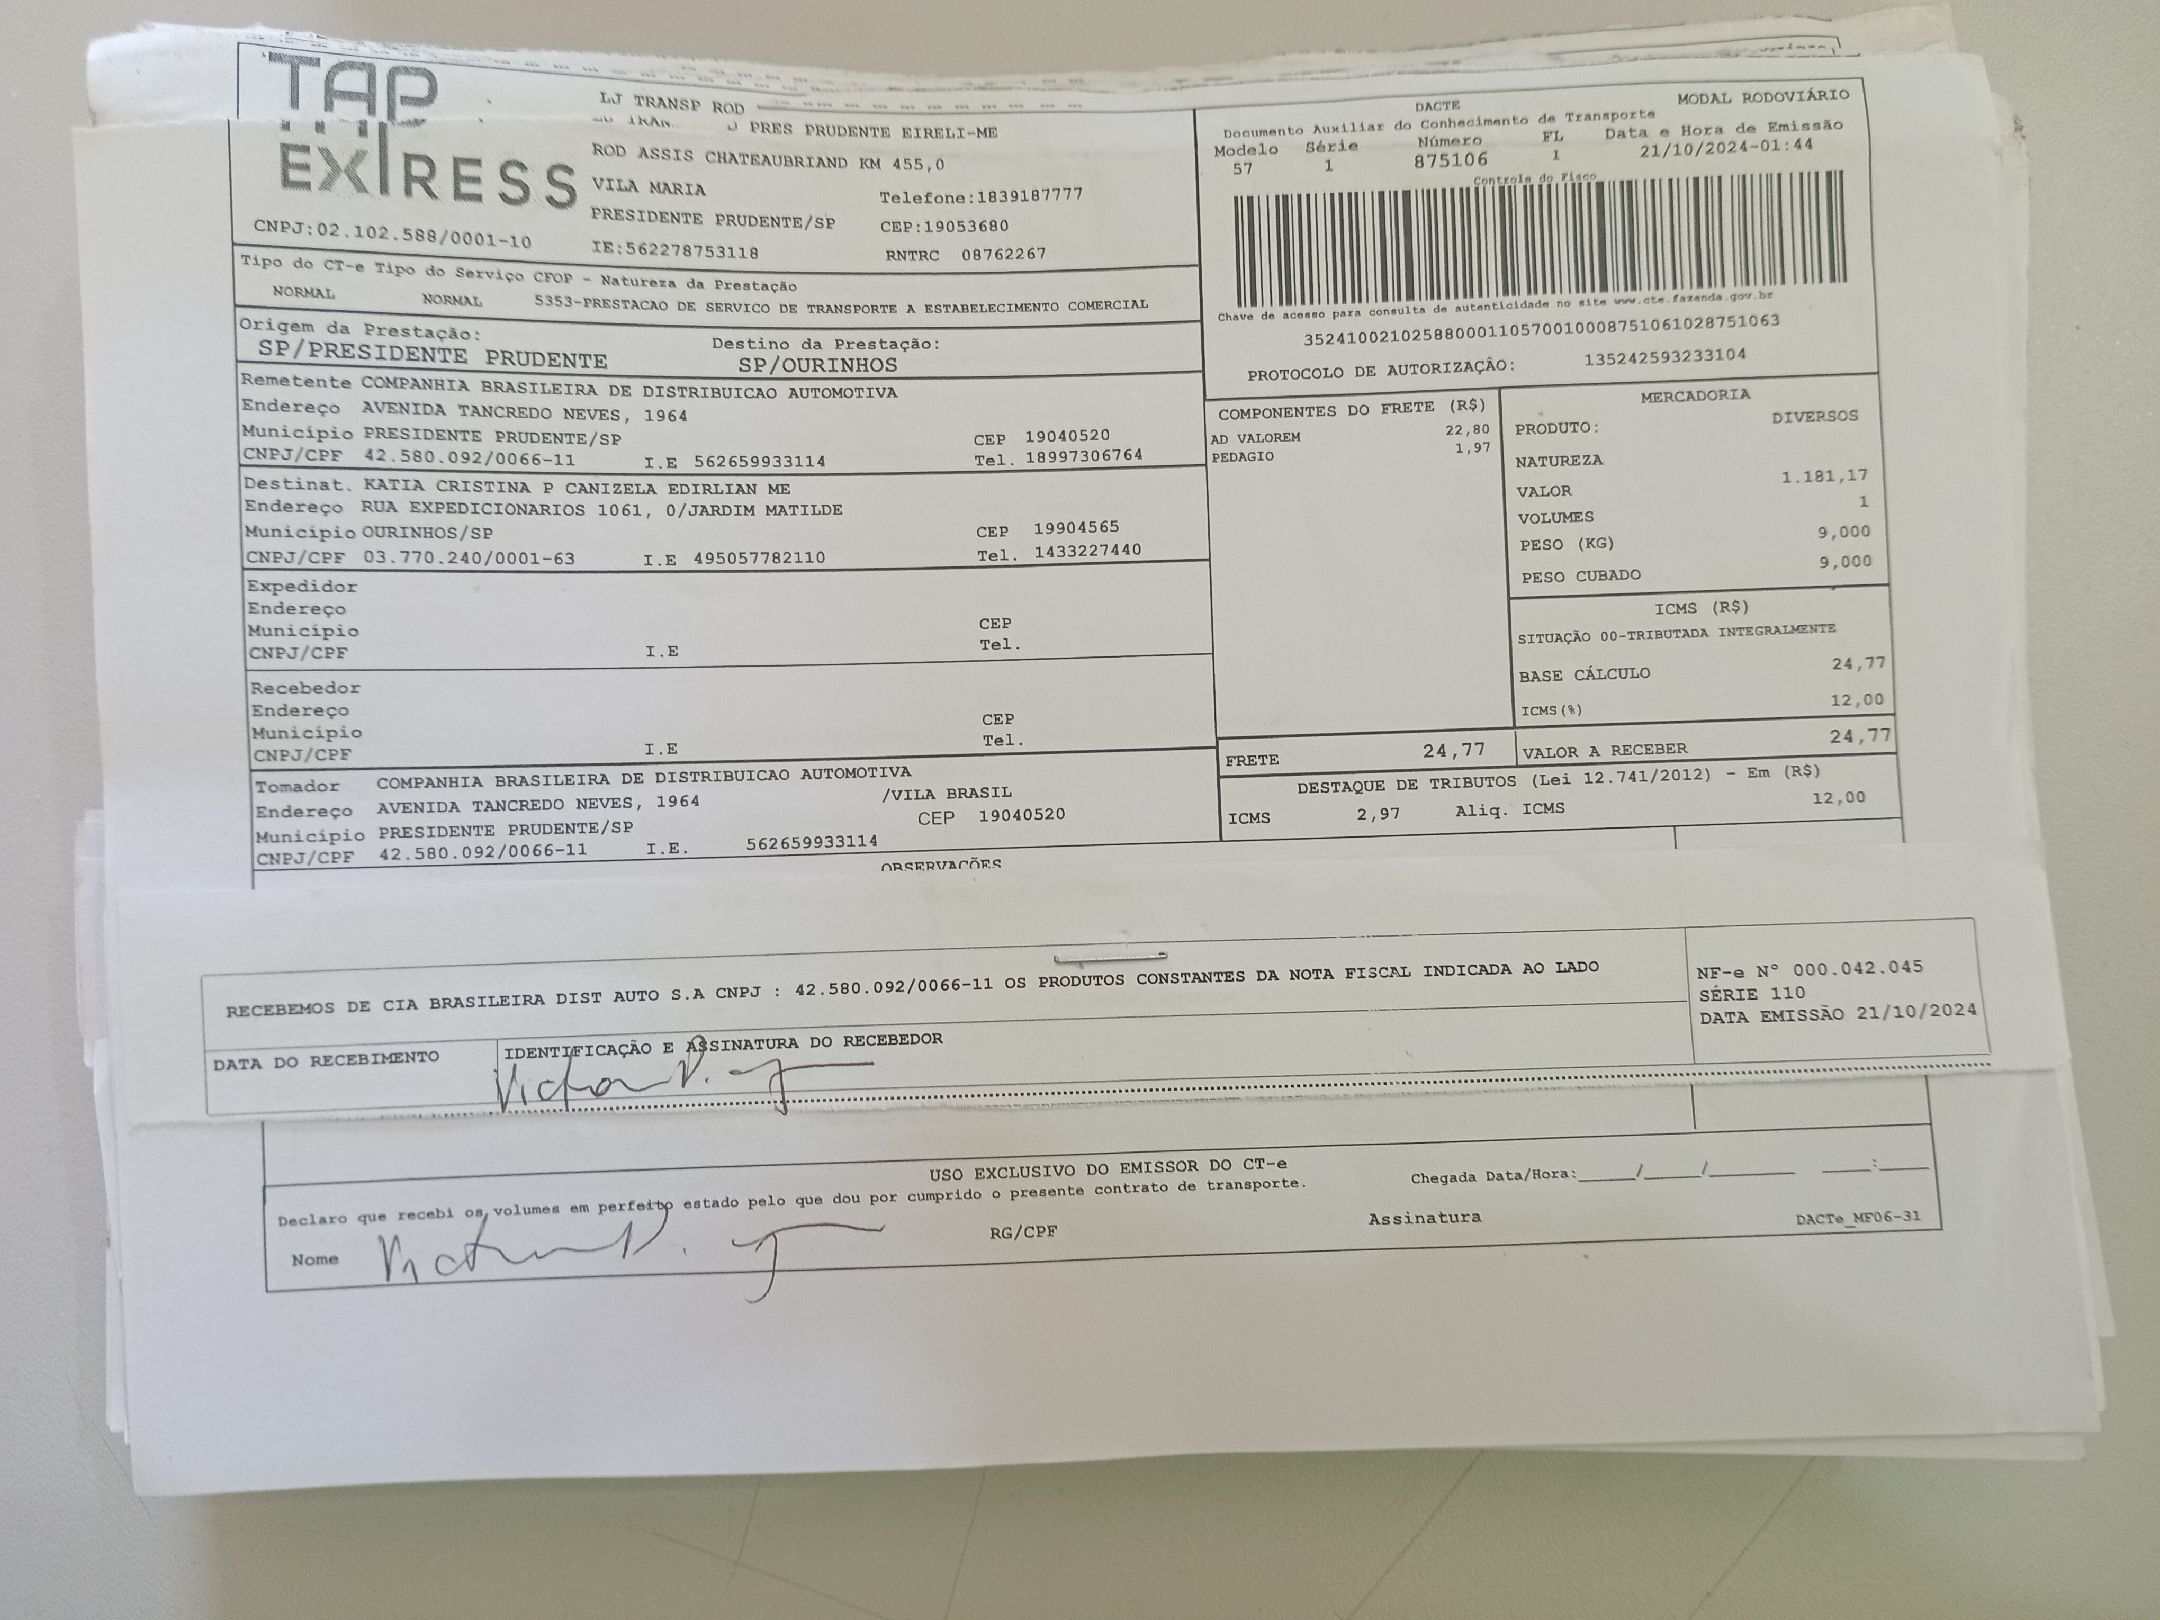 TAP
EXPRESS
LJ TRANSP ROD
PRES PRUDENTE EIRELI-ME
ROD ASSIS CHATEAUBRIAND KM 455,0
VILA MARIA Telefone:1839187777
PRESIDENTE PRUDENTE/SP CEP:19053680
CNPJ:02.102.588/0001-10 IE:562278753118 RNTRC 08762267
DACTE MODAL RODOVIÁRIO
Documento Auxiliar do Conhecimento de Transporte
Modelo Série Número FL Data e Hora de Emissão
57 1 875106 1 21/10/2024-01:44
Controle do Fisco
Chave de acesso para consulta de autenticidade no site www.cte.fazenda.gov.br
35241002102588000110570010008751061028751063
PROTOCOLO DE AUTORIZAÇÃO: 135242593233104
Tipo do CT-e Tipo do Serviço CFOP - Natureza da Prestação
NORMAL NORMAL 5353-PRESTACAO DE SERVICO DE TRANSPORTE A ESTABELECIMENTO COMERCIAL
Origem da Prestação: Destino da Prestação:
SP/PRESIDENTE PRUDENTE SP/OURINHOS
Remetente COMPANHIA BRASILEIRA DE DISTRIBUICAO AUTOMOTIVA
Endereço AVENIDA TANCREDO NEVES, 1964
Município PRESIDENTE PRUDENTE/SP CEP 19040520
CNPJ/CPF 42.580.092/0066-11 I.E 562659933114 Tel. 18997306764
Destinat. KATIA CRISTINA P CANIZELA EDIRLIAN ME
Endereço RUA EXPEDICIONARIOS 1061, 0/JARDIM MATILDE
Município OURINHOS/SP CEP 19904565
CNPJ/CPF 03.770.240/0001-63 I.E 495057782110 Tel. 1433227440
Expedidor
Endereço
Município CEP
CNPJ/CPF I.E Tel.
Recebedor
Endereço
Município CEP
CNPJ/CPF I.E Tel.
Tomador COMPANHIA BRASILEIRA DE DISTRIBUICAO AUTOMOTIVA
Endereço AVENIDA TANCREDO NEVES, 1964 /VILA BRASIL
Município PRESIDENTE PRUDENTE/SP CEP 19040520
CNPJ/CPF 42.580.092/0066-11 I.E. 562659933114
COMPONENTES DO FRETE (R$)
AD VALOREM 22,80
PEDAGIO 1,97
MERCADORIA
PRODUTO: DIVERSOS
NATUREZA
VALOR 1.181,17
VOLUMES 1
PESO (KG) 9,000
PESO CUBADO 9,000
ICMS (R$)
SITUAÇÃO 00-TRIBUTADA INTEGRALMENTE
BASE CÁLCULO 24,77
ICMS(%) 12,00
FRETE 24,77 VALOR A RECEBER 24,77
DESTAQUE DE TRIBUTOS (Lei 12.741/2012) - Em (R$)
ICMS 2,97 Aliq. ICMS 12,00
OBSERVAÇÕES
RECEBEMOS DE CIA BRASILEIRA DIST AUTO S.A CNPJ : 42.580.092/0066-11 OS PRODUTOS CONSTANTES DA NOTA FISCAL INDICADA AO LADO
NF-e Nº 000.042.045
SÉRIE 110
DATA EMISSÃO 21/10/2024
DATA DO RECEBIMENTO IDENTIFICAÇÃO E ASSINATURA DO RECEBEDOR
USO EXCLUSIVO DO EMISSOR DO CT-e
Declaro que recebi os volumes em perfeito estado pelo que dou por cumprido o presente contrato de transporte. Chegada Data/Hora:____/____/______ ___:___
Nome RG/CPF Assinatura DACTe_MF06-31